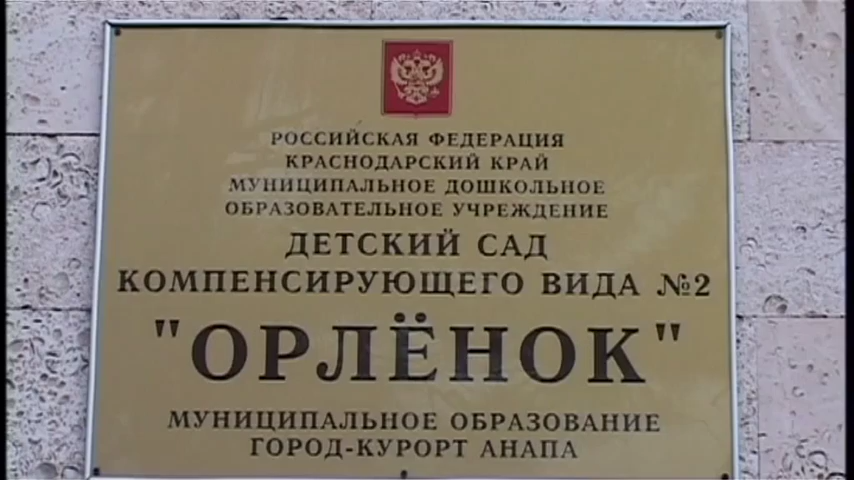 РОССИЙСКАЯ ФЕДЕРАЦИЯ
КРАСНОДАРСКИЙ КРАЙ
МУНИЦИПАЛЬНОЕ ДОШКОЛЬНОЕ
ОБРАЗОВАТЕЛЬНОЕ УЧРЕЖДЕНИЕ
ДЕТСКИЙ САД
КОМПЕНСИРУЮЩЕГО ВИДА №2
"ОРЛЁНОК"
МУНИЦИПАЛЬНОЕ ОБРАЗОВАНИЕ
ГОРОД-КУРОРТ АНАПА